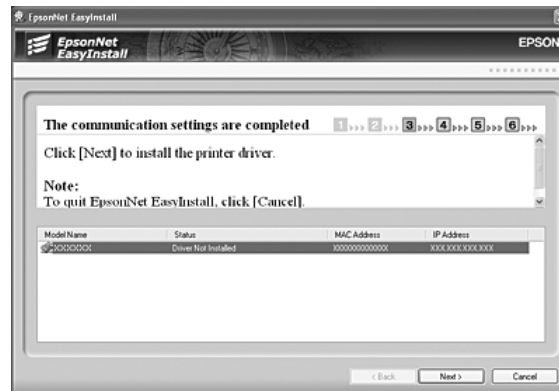 EpsonNet EasyInstall
EpsonNet
EasyInstall
EPSON
The communication settings are completed
1 2 3 4 5 6
Click [Next] to install the printer driver.
Note:
To quit EpsonNet EasyInstall, click [Cancel].
Model Name Status MAC Address IP Address
XXXXXX Driver Not Installed XXXXXXXXXXXX XXX.XXX.XXX.XXX
< Back Next > Cancel